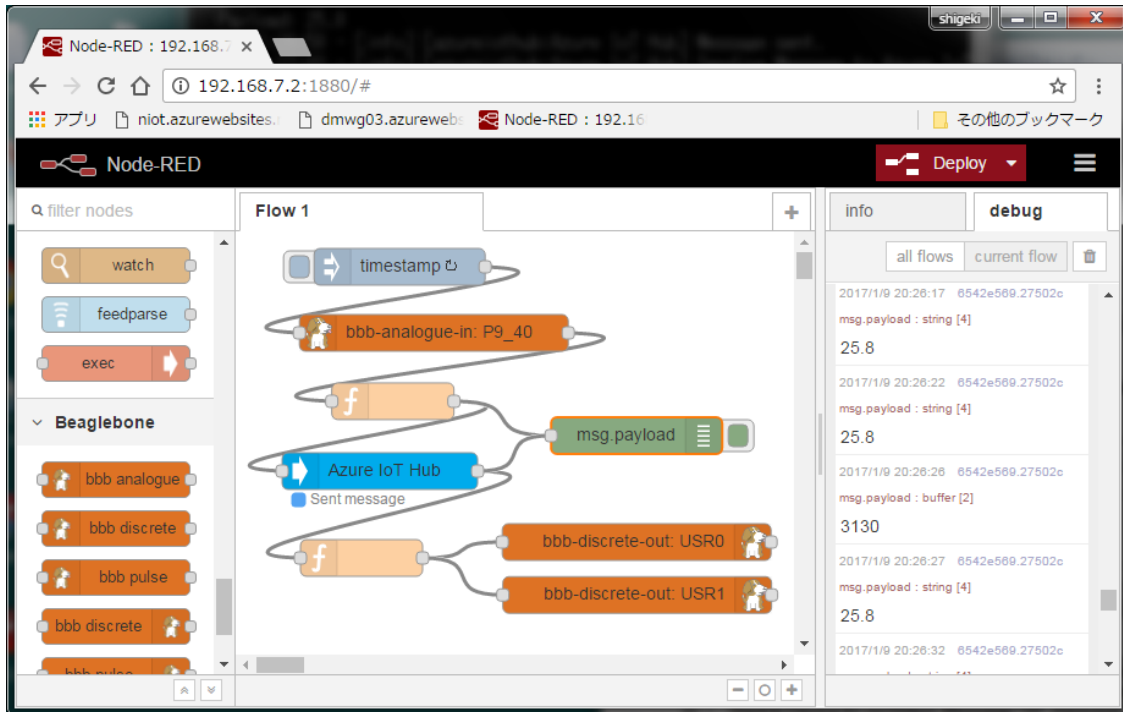 shigeki
Node-RED : 192.168.7
192.168.7.2:1880/#
アプリ niot.azurewebsites. dmwg03.azureweb Node-RED : 192.16 その他のブックマーク
Node-RED Deploy
filter nodes
watch
feedparse
exec
Beaglebone
bbb analogue
bbb discrete
bbb pulse
bbb discrete
bbb pulse
Flow 1
timestamp ↻
bbb-analogue-in: P9_40
f
msg.payload
Azure IoT Hub
Sent message
f
bbb-discrete-out: USR0
bbb-discrete-out: USR1
info debug
all flows current flow
2017/1/9 20:26:17 6542e569.27502c
msg.payload : string [4]
25.8
2017/1/9 20:26:22 6542e569.27502c
msg.payload : string [4]
25.8
2017/1/9 20:26:26 6542e569.27502c
msg.payload : buffer [2]
3130
2017/1/9 20:26:27 6542e569.27502c
msg.payload : string [4]
25.8
2017/1/9 20:26:32 6542e569.27502c